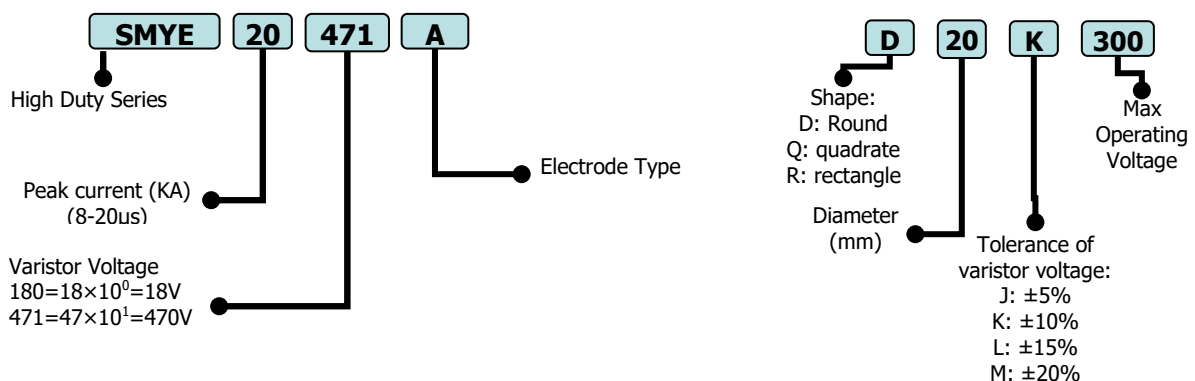 SMYE 20 471 A
High Duty Series
Peak current (KA)
(8-20us)
Varistor Voltage
180=18×10⁰=18V
471=47×10¹=470V
Electrode Type
D 20 K 300
Shape:
D: Round
Q: quadrate
R: rectangle
Diameter
(mm)
Tolerance of
varistor voltage:
J: ±5%
K: ±10%
L: ±15%
M: ±20%
Max
Operating
Voltage